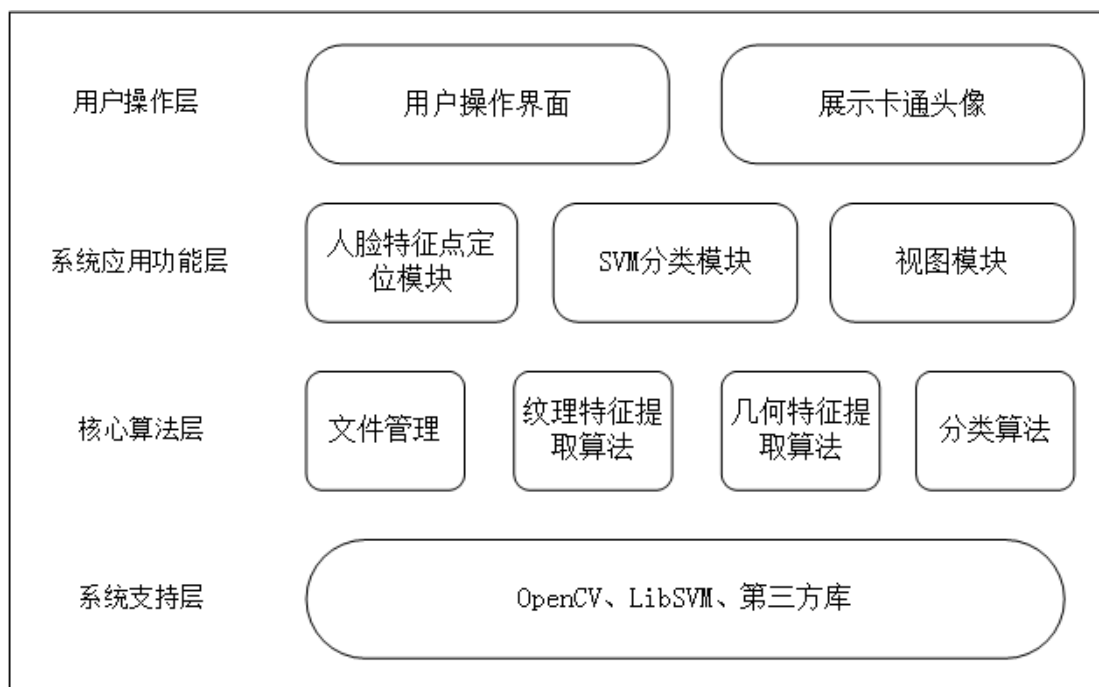 用户操作层
用户操作界面
展示卡通头像
系统应用功能层
人脸特征点定
位模块
SVM分类模块
视图模块
核心算法层
文件管理
纹理特征提
取算法
几何特征提
取算法
分类算法
系统支持层
OpenCV、LibSVM、第三方库